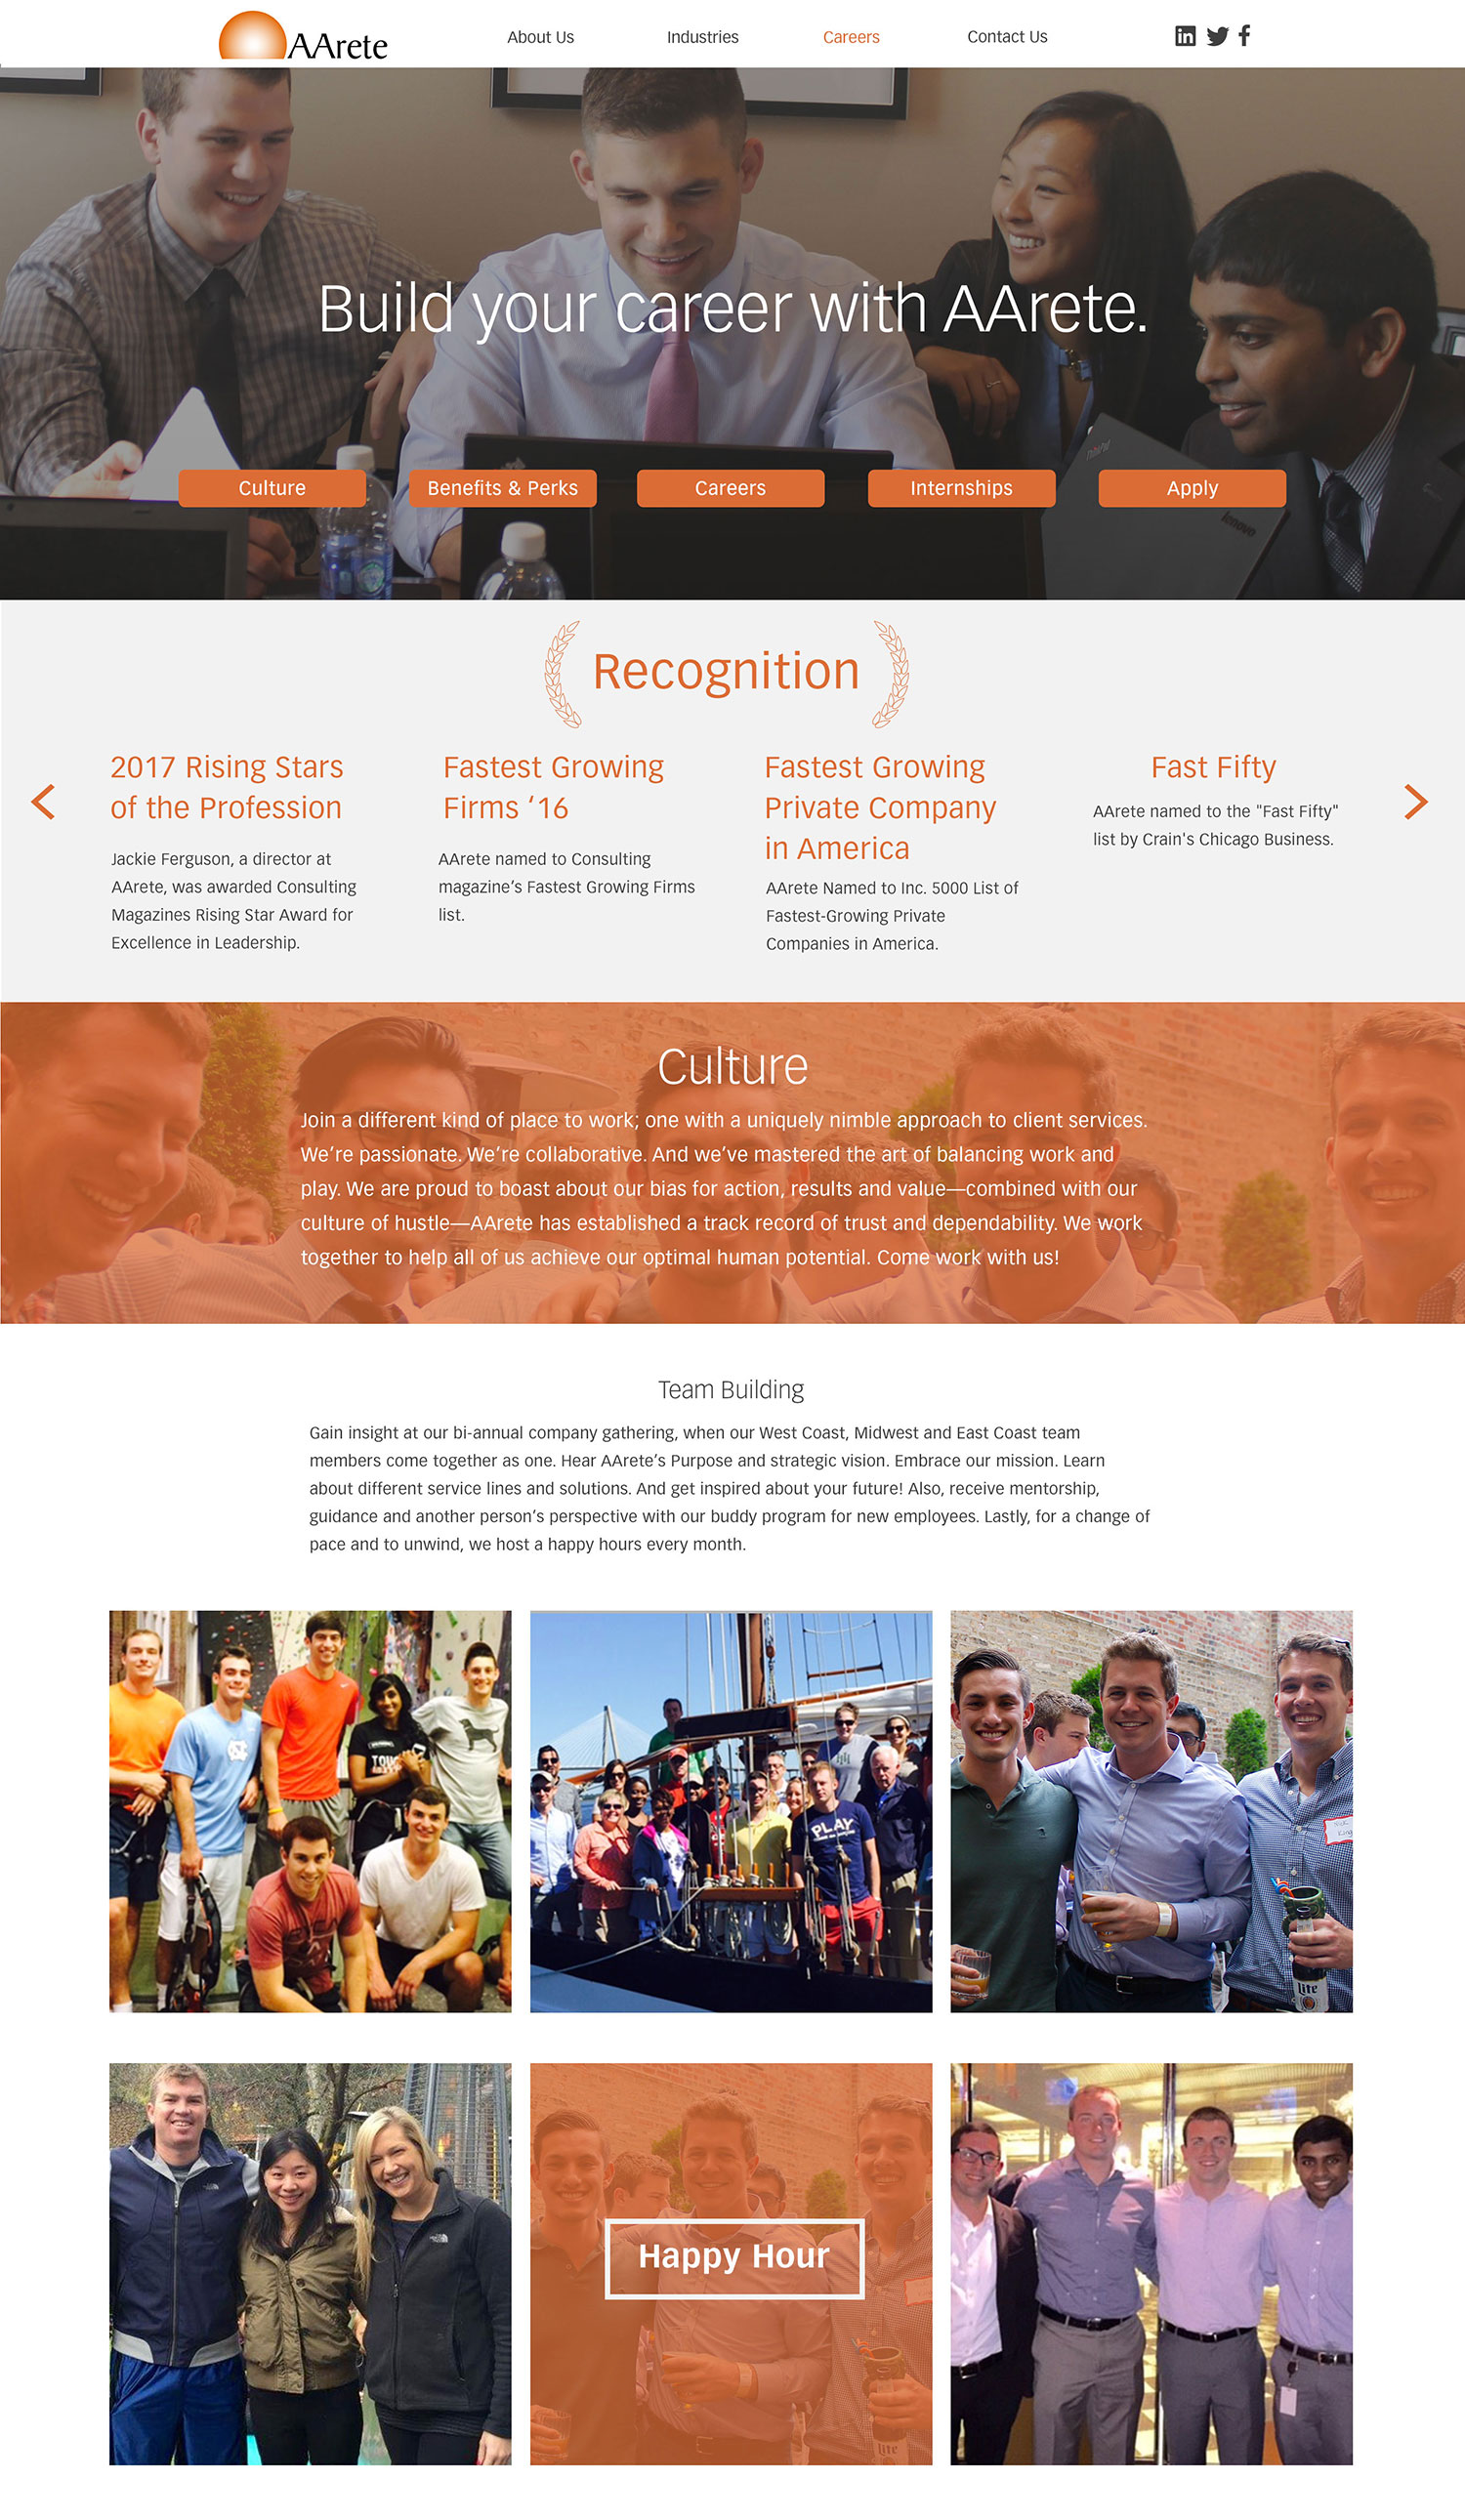 AArete
About Us
Industries
Careers
Contact Us
in
f
Build your career with AArete.
ThinkPad
Culture
Benefits & Perks
Careers
Internships
Apply
lenovo
Recognition
2017 Rising Stars
of the Profession
Jackie Ferguson, a director at
AArete, was awarded Consulting
Magazines Rising Star Award for
Excellence in Leadership.
Fastest Growing
Firms ‘16
AArete named to Consulting
magazine’s Fastest Growing Firms
list.
Fastest Growing
Private Company
in America
AArete Named to Inc. 5000 List of
Fastest-Growing Private
Companies in America.
Fast Fifty
AArete named to the "Fast Fifty"
list by Crain's Chicago Business.
Culture
Join a different kind of place to work; one with a uniquely nimble approach to client services.
We’re passionate. We’re collaborative. And we’ve mastered the art of balancing work and
play. We are proud to boast about our bias for action, results and value—combined with our
culture of hustle—AArete has established a track record of trust and dependability. We work
together to help all of us achieve our optimal human potential. Come work with us!
Team Building
Gain insight at our bi-annual company gathering, when our West Coast, Midwest and East Coast team
members come together as one. Hear AArete’s Purpose and strategic vision. Embrace our mission. Learn
about different service lines and solutions. And get inspired about your future! Also, receive mentorship,
guidance and another person’s perspective with our buddy program for new employees. Lastly, for a change of
pace and to unwind, we host a happy hours every month.
PLAY
Nick
King
lite
Happy Hour
lite